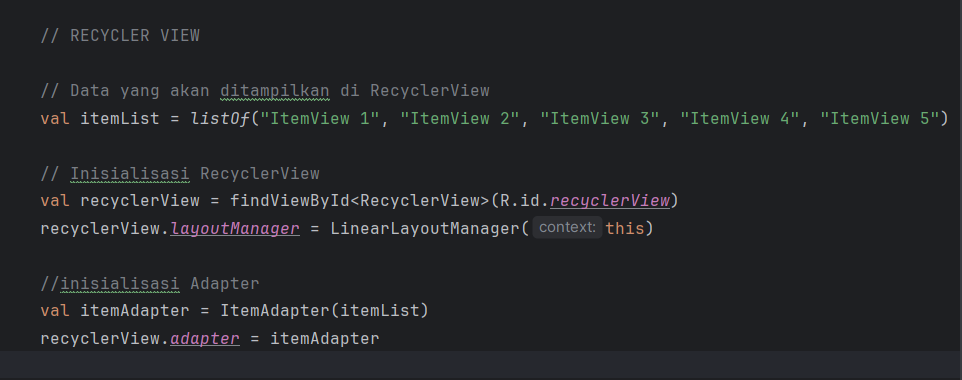 // RECYCLER VIEW
// Data yang akan ditampilkan di RecyclerView
val itemList = listOf("ItemView 1", "ItemView 2", "ItemView 3", "ItemView 4", "ItemView 5")
// Inisialisasi RecyclerView
val recyclerView = findViewById<RecyclerView>(R.id.recyclerView)
recyclerView.layoutManager = LinearLayoutManager( context: this)
//inisialisasi Adapter
val itemAdapter = ItemAdapter(itemList)
recyclerView.adapter = itemAdapter